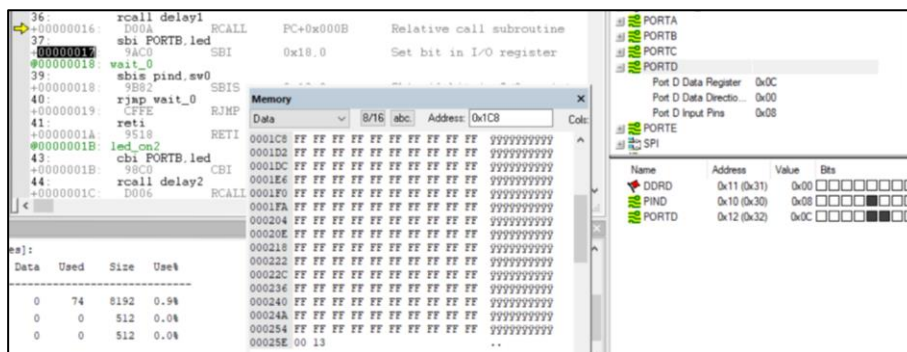 36: rcall delay1
+00000016: D00A RCALL PC+0x000B Relative call subroutine
37: sbi PORTB,led
+00000017: 9AC0 SBI 0x18,0 Set bit in I/O register
@00000018: wait_0
39: sbis pind,sw0
+00000018: 9B82 SBIS
40: rjmp wait_0
+00000019: CFFE RJMP
41: reti
+0000001A: 9518 RETI
@0000001B: led_on2
43: cbi PORTB,led
+0000001B: 98C0 CBI
44: rcall delay2
+0000001C: D006 RCALL
es]:
Data Used Size Use%
0 74 8192 0.9%
0 0 512 0.0%
0 0 512 0.0%
Memory
Data 8/16 abc. Address: 0x1C8 Cols:
0001C8 FF FF FF FF FF FF FF FF FF FF ÿÿÿÿÿÿÿÿÿÿ
0001D2 FF FF FF FF FF FF FF FF FF FF ÿÿÿÿÿÿÿÿÿÿ
0001DC FF FF FF FF FF FF FF FF FF FF ÿÿÿÿÿÿÿÿÿÿ
0001E6 FF FF FF FF FF FF FF FF FF FF ÿÿÿÿÿÿÿÿÿÿ
0001F0 FF FF FF FF FF FF FF FF FF FF ÿÿÿÿÿÿÿÿÿÿ
0001FA FF FF FF FF FF FF FF FF FF FF ÿÿÿÿÿÿÿÿÿÿ
000204 FF FF FF FF FF FF FF FF FF FF ÿÿÿÿÿÿÿÿÿÿ
00020E FF FF FF FF FF FF FF FF FF FF ÿÿÿÿÿÿÿÿÿÿ
000218 FF FF FF FF FF FF FF FF FF FF ÿÿÿÿÿÿÿÿÿÿ
000222 FF FF FF FF FF FF FF FF FF FF ÿÿÿÿÿÿÿÿÿÿ
00022C FF FF FF FF FF FF FF FF FF FF ÿÿÿÿÿÿÿÿÿÿ
000236 FF FF FF FF FF FF FF FF FF FF ÿÿÿÿÿÿÿÿÿÿ
000240 FF FF FF FF FF FF FF FF FF FF ÿÿÿÿÿÿÿÿÿÿ
00024A FF FF FF FF FF FF FF FF FF FF ÿÿÿÿÿÿÿÿÿÿ
000254 FF FF FF FF FF FF FF FF FF FF ÿÿÿÿÿÿÿÿÿÿ
00025E 00 13 ..
PORTA
PORTB
PORTC
PORTD
Port D Data Register 0x0C
Port D Data Directio... 0x00
Port D Input Pins 0x08
PORTE
SPI
Name Address Value Bits
DDRD 0x11 (0x31) 0x00
PIND 0x10 (0x30) 0x08
PORTD 0x12 (0x32) 0x0C